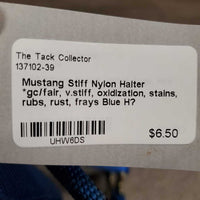 The Tack Collector
137102-39
Mustang Stiff Nylon Halter
*gc/fair, v.stiff, oxidization, stains,
rubs, rust, frays Blue H?
UHW6DS
$6.50